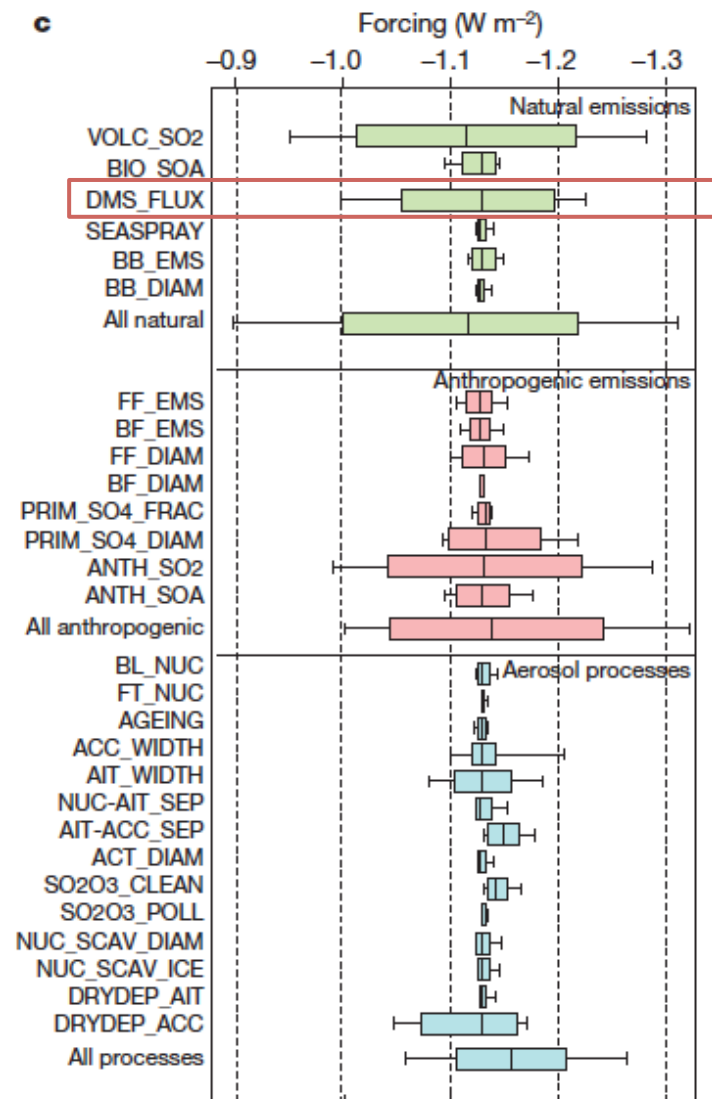 c
Forcing (W m–2)
–0.9 –1.0 –1.1 –1.2 –1.3
Natural emissions
VOLC_SO2
BIO_SOA
DMS_FLUX
SEASPRAY
BB_EMS
BB_DIAM
All natural
Anthropogenic emissions
FF_EMS
BF_EMS
FF_DIAM
BF_DIAM
PRIM_SO4_FRAC
PRIM_SO4_DIAM
ANTH_SO2
ANTH_SOA
All anthropogenic
Aerosol processes
BL_NUC
FT_NUC
AGEING
ACC_WIDTH
AIT_WIDTH
NUC-AIT_SEP
AIT-ACC_SEP
ACT_DIAM
SO2O3_CLEAN
SO2O3_POLL
NUC_SCAV_DIAM
NUC_SCAV_ICE
DRYDEP_AIT
DRYDEP_ACC
All processes